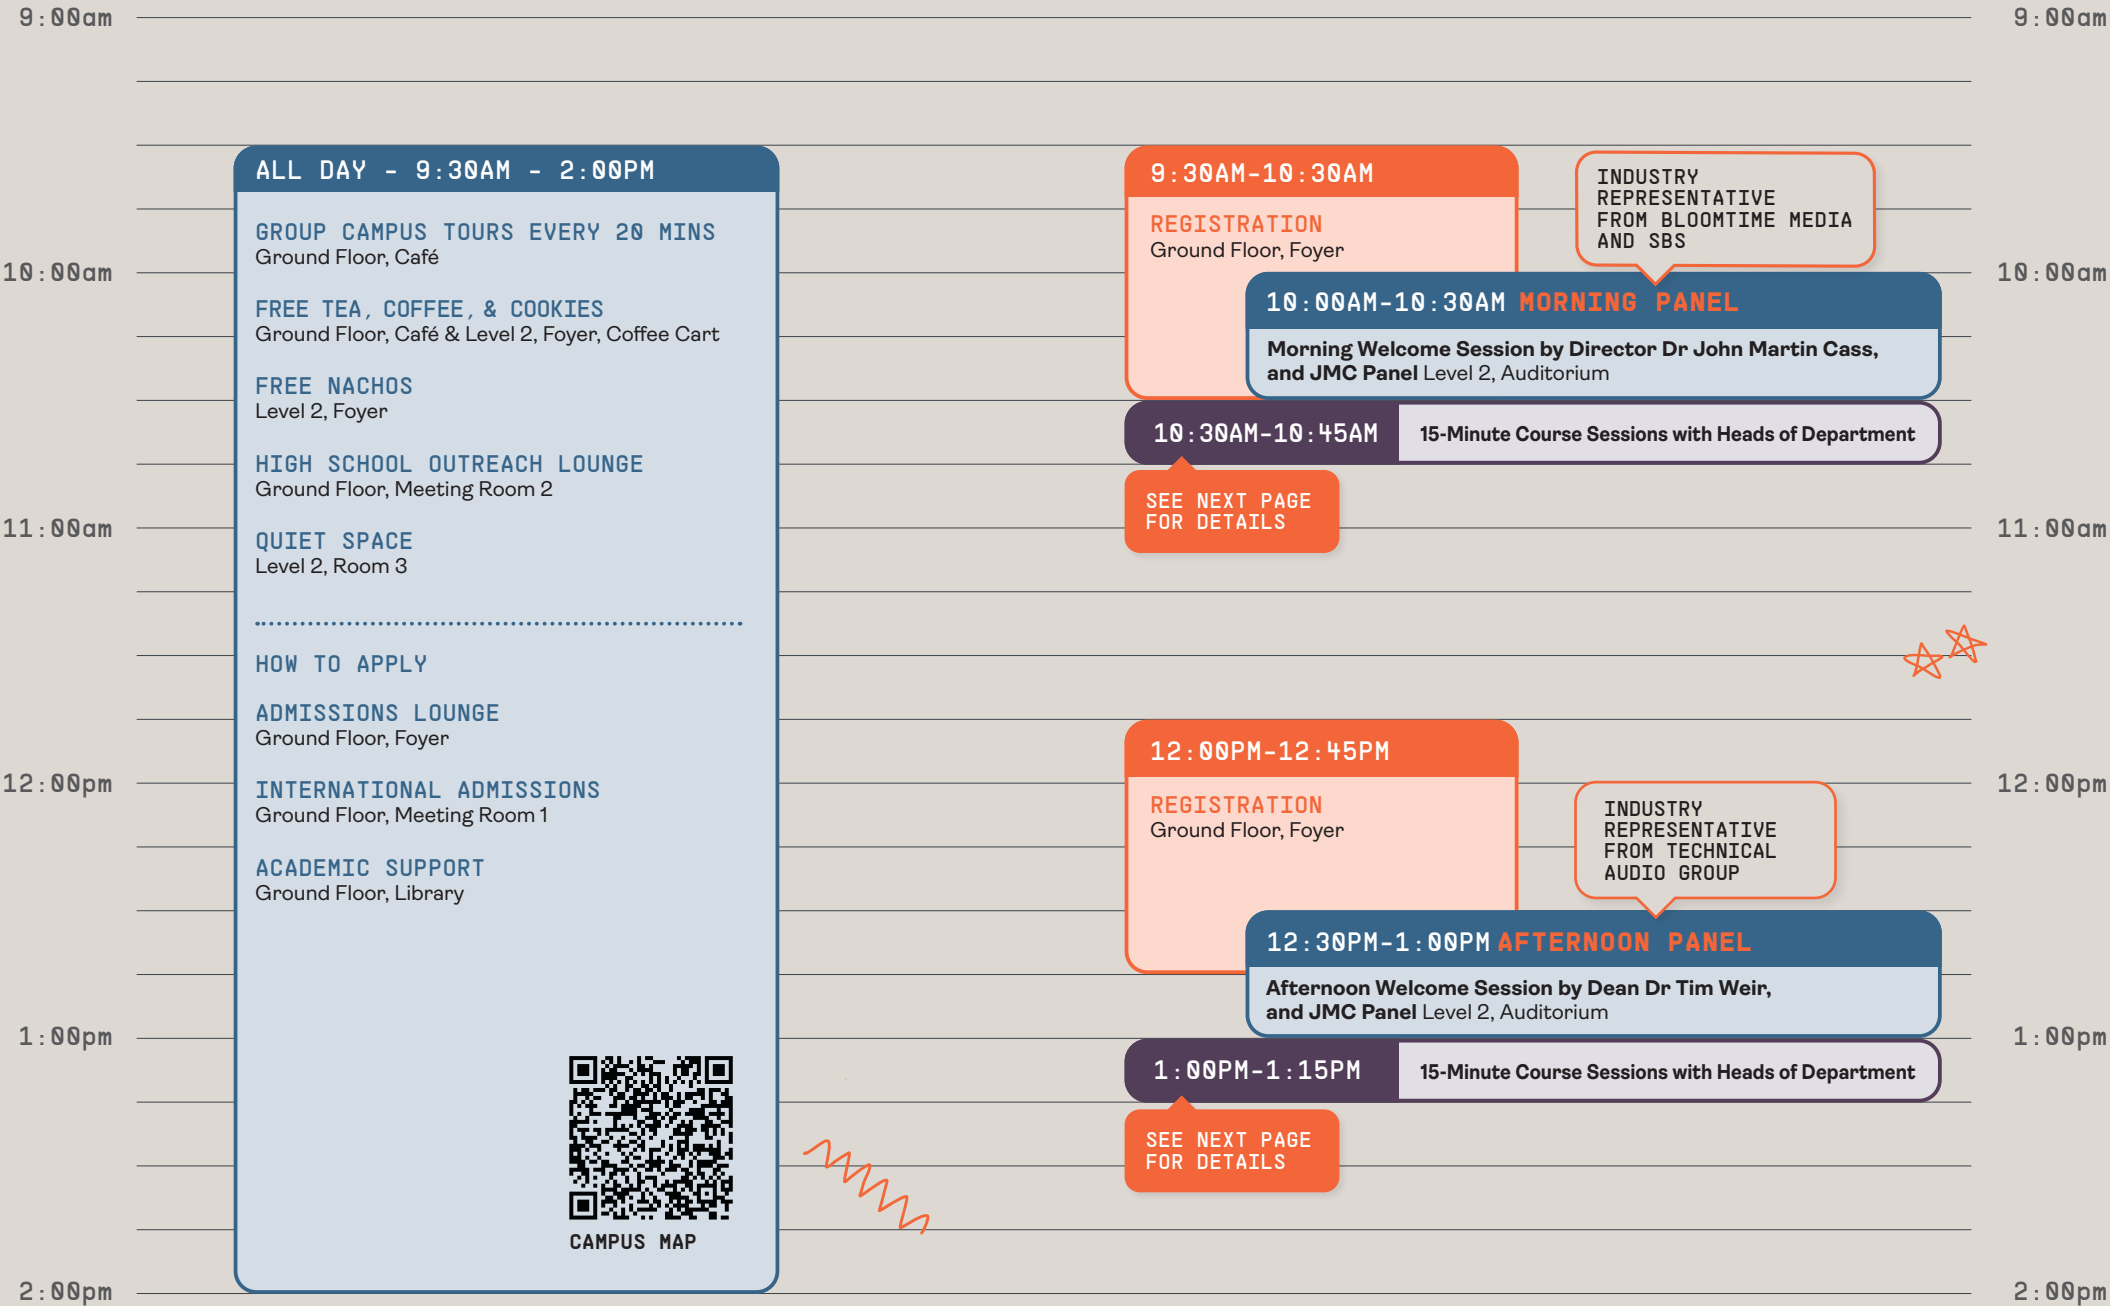 9:00am
9:00am
ALL DAY - 9:30AM - 2:00PM
GROUP CAMPUS TOURS EVERY 20 MINS
Ground Floor, Café
FREE TEA, COFFEE, & COOKIES
Ground Floor, Café & Level 2, Foyer, Coffee Cart
FREE NACHOS
Level 2, Foyer
HIGH SCHOOL OUTREACH LOUNGE
Ground Floor, Meeting Room 2
QUIET SPACE
Level 2, Room 3
HOW TO APPLY
ADMISSIONS LOUNGE
Ground Floor, Foyer
INTERNATIONAL ADMISSIONS
Ground Floor, Meeting Room 1
ACADEMIC SUPPORT
Ground Floor, Library
CAMPUS MAP
9:30AM-10:30AM
REGISTRATION
Ground Floor, Foyer
INDUSTRY
REPRESENTATIVE
FROM BLOOMTIME MEDIA
AND SBS
10:00am
10:00am
10:00AM-10:30AM MORNING PANEL
Morning Welcome Session by Director Dr John Martin Cass,
and JMC Panel Level 2, Auditorium
10:30AM-10:45AM 15-Minute Course Sessions with Heads of Department
SEE NEXT PAGE
FOR DETAILS
11:00am
11:00am
12:00PM-12:45PM
REGISTRATION
Ground Floor, Foyer
12:00pm
12:00pm
INDUSTRY
REPRESENTATIVE
FROM TECHNICAL
AUDIO GROUP
12:30PM-1:00PM AFTERNOON PANEL
Afternoon Welcome Session by Dean Dr Tim Weir,
and JMC Panel Level 2, Auditorium
1:00pm
1:00pm
1:00PM-1:15PM 15-Minute Course Sessions with Heads of Department
SEE NEXT PAGE
FOR DETAILS
2:00pm
2:00pm